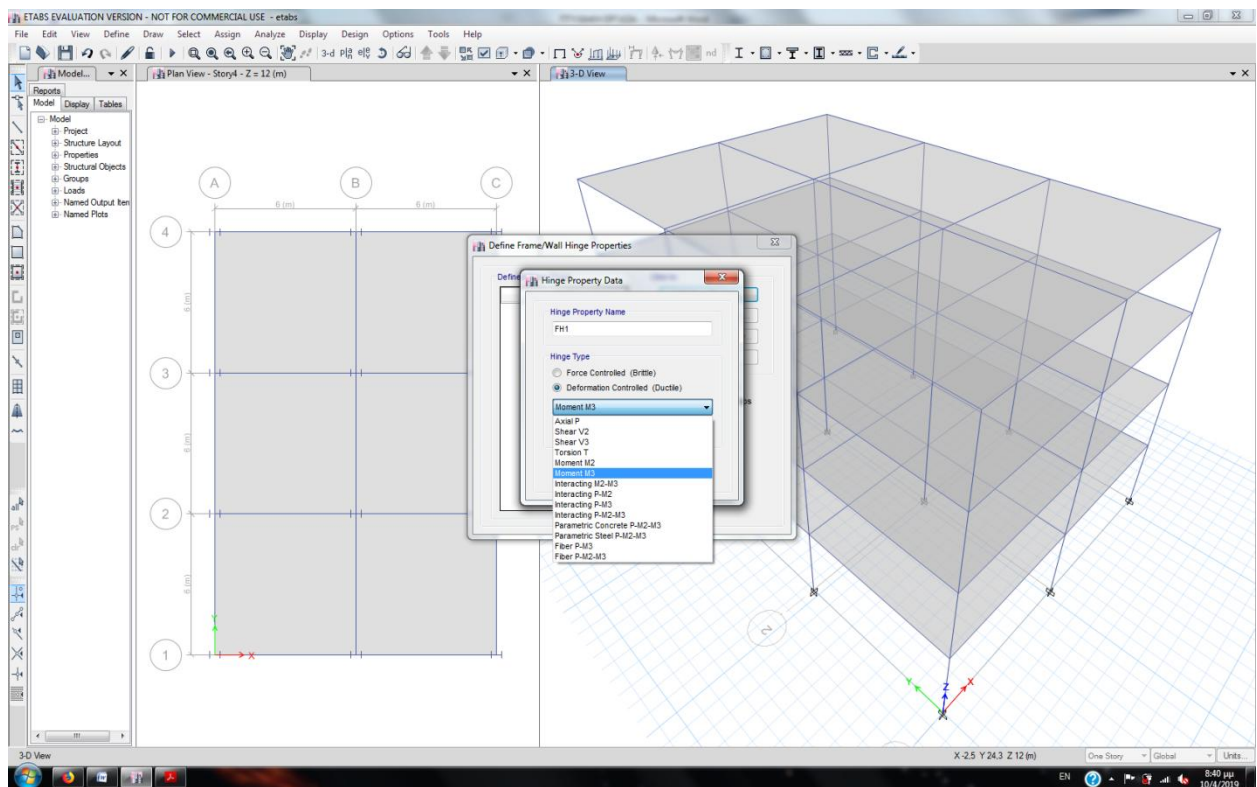 ETABS EVALUATION VERSION - NOT FOR COMMERCIAL USE - etabs
File Edit View Define Draw Select Assign Analyze Display Design Options Tools Help
3-d
nd
Model...
Plan View - Story4 - Z = 12 (m)
3-D View
Reports
Model Display Tables
Model
Project
Structure Layout
Properties
Structural Objects
Groups
Loads
Named Output Iten
Named Plots
A B C
6 (m) 6 (m)
4
6 (m)
3
6 (m)
2
6 (m)
1
Y
X
Define Frame/Wall Hinge Properties
Define
Hinge Property Data
Hinge Property Name
FH1
Hinge Type
Force Controlled (Brittle)
Deformation Controlled (Ductile)
Moment M3
Axial P
Shear V2
Shear V3
Torsion T
Moment M2
Moment M3
Interacting M2-M3
Interacting P-M2
Interacting P-M3
Interacting P-M2-M3
Parametric Concrete P-M2-M3
Parametric Steel P-M2-M3
Fiber P-M3
Fiber P-M2-M3
2
Y Z X
3-D View
X -2.5 Y 24.3 Z 12 (m)
One Story
Global
Units...
EN
8:40 μμ
10/4/2019